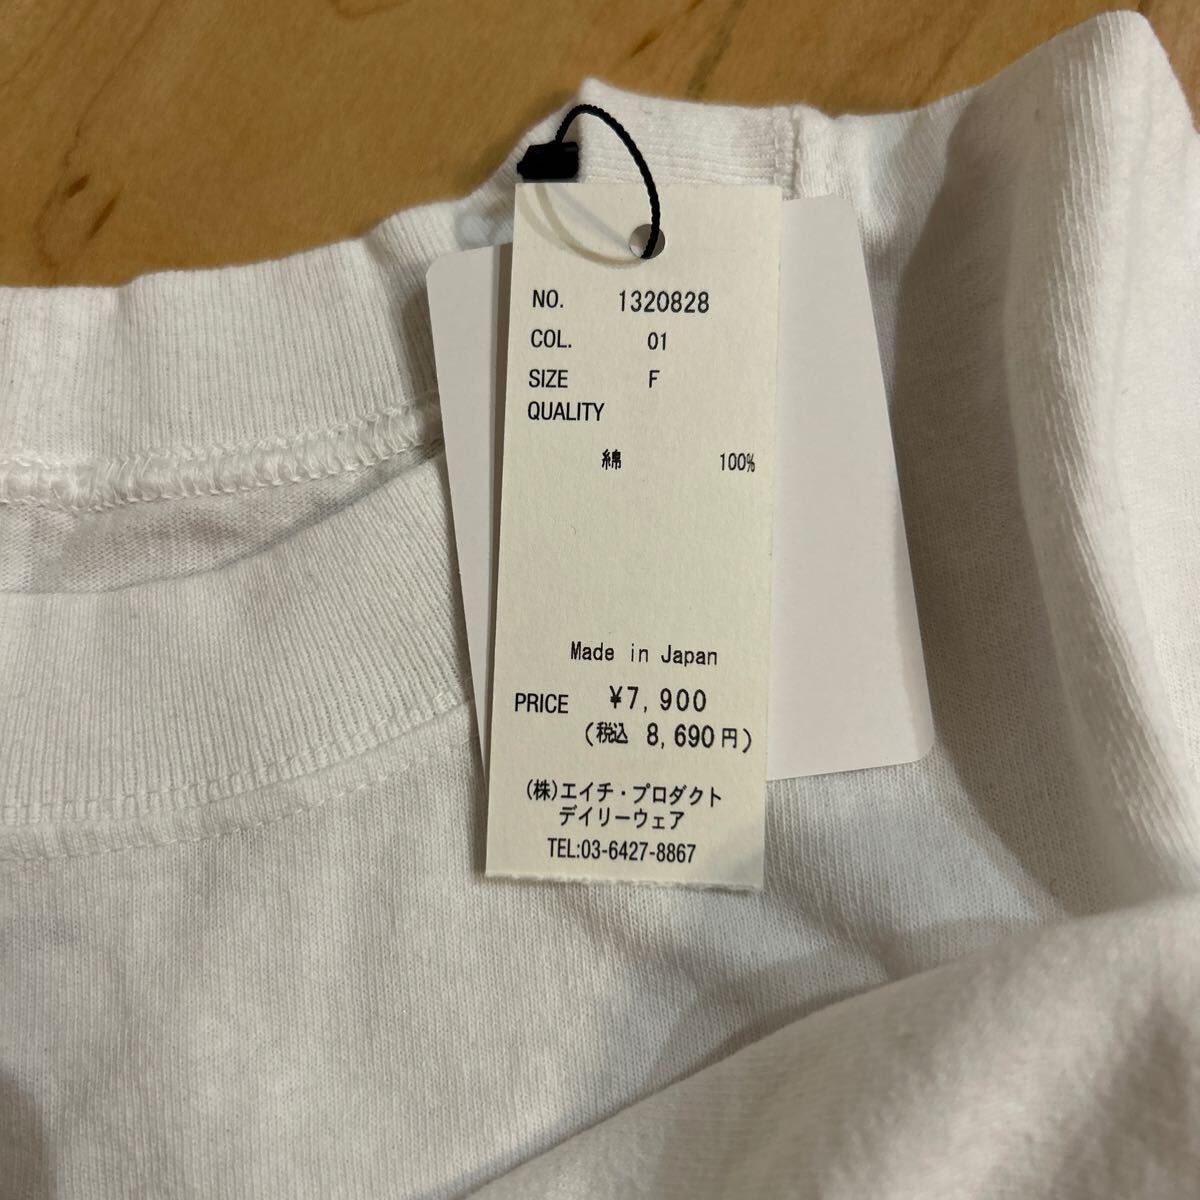 NO. 1320828
COL. 01
SIZE F
QUALITY
綿 100%
Made in Japan
PRICE ¥7,900
(税込 8,690円)
(株)エイチ・プロダクト
デイリーウェア
TEL:03-6427-8867